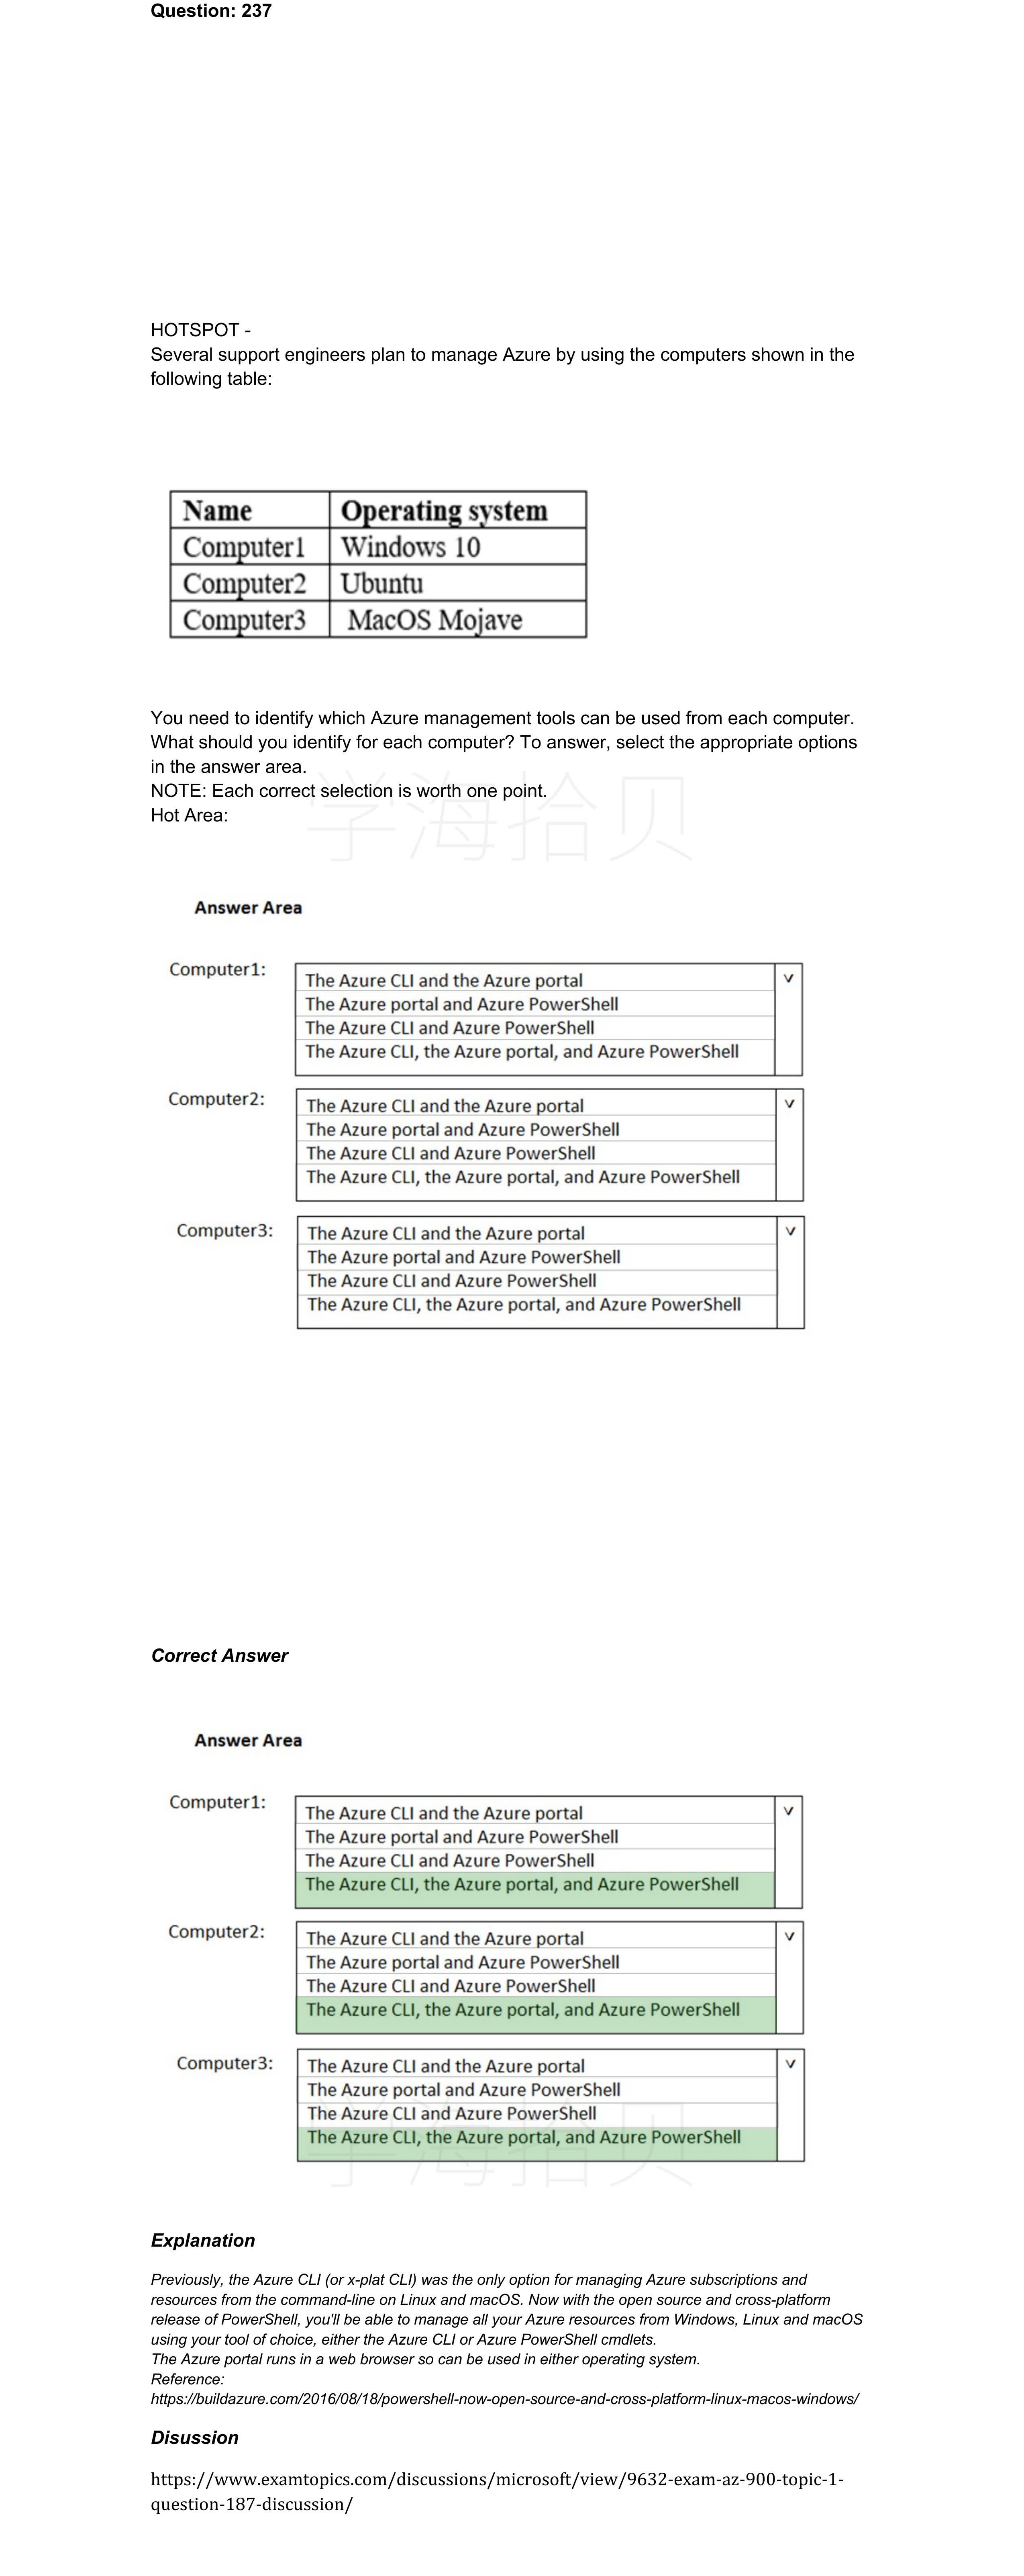 Question: 237
HOTSPOT -
Several support engineers plan to manage Azure by using the computers shown in the
following table:
Name Operating system
Computer1 Windows 10
Computer2 Ubuntu
Computer3 MacOS Mojave
You need to identify which Azure management tools can be used from each computer.
What should you identify for each computer? To answer, select the appropriate options
in the answer area.
NOTE: Each correct selection is worth one point.
Hot Area:
学海拾贝
Answer Area
Computer1:
The Azure CLI and the Azure portal
The Azure portal and Azure PowerShell
The Azure CLI and Azure PowerShell
The Azure CLI, the Azure portal, and Azure PowerShell
Computer2:
The Azure CLI and the Azure portal
The Azure portal and Azure PowerShell
The Azure CLI and Azure PowerShell
The Azure CLI, the Azure portal, and Azure PowerShell
Computer3:
The Azure CLI and the Azure portal
The Azure portal and Azure PowerShell
The Azure CLI and Azure PowerShell
The Azure CLI, the Azure portal, and Azure PowerShell
Correct Answer
Answer Area
Computer1:
The Azure CLI and the Azure portal
The Azure portal and Azure PowerShell
The Azure CLI and Azure PowerShell
The Azure CLI, the Azure portal, and Azure PowerShell
Computer2:
The Azure CLI and the Azure portal
The Azure portal and Azure PowerShell
The Azure CLI and Azure PowerShell
The Azure CLI, the Azure portal, and Azure PowerShell
Computer3:
The Azure CLI and the Azure portal
The Azure portal and Azure PowerShell
The Azure CLI and Azure PowerShell
The Azure CLI, the Azure portal, and Azure PowerShell
学海拾贝
Explanation
Previously, the Azure CLI (or x-plat CLI) was the only option for managing Azure subscriptions and
resources from the command-line on Linux and macOS. Now with the open source and cross-platform
release of PowerShell, you'll be able to manage all your Azure resources from Windows, Linux and macOS
using your tool of choice, either the Azure CLI or Azure PowerShell cmdlets.
The Azure portal runs in a web browser so can be used in either operating system.
Reference:
https://buildazure.com/2016/08/18/powershell-now-open-source-and-cross-platform-linux-macos-windows/
Disussion
https://www.examtopics.com/discussions/microsoft/view/9632-exam-az-900-topic-1-
question-187-discussion/